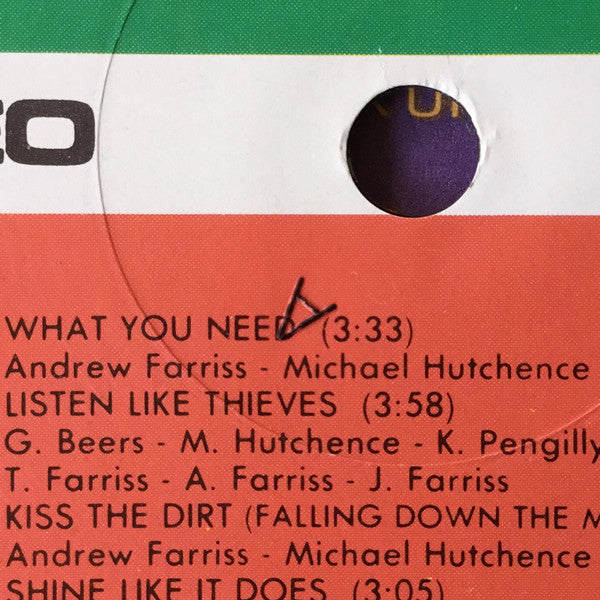 EO
WHAT YOU NEED (3:33)
Andrew Farriss - Michael Hutchence
LISTEN LIKE THIEVES (3:58)
G. Beers - M. Hutchence - K. Pengilly
T. Farriss - A. Farriss - J. Farriss
KISS THE DIRT (FALLING DOWN THE M
Andrew Farriss - Michael Hutchence
SHINE LIKE IT DOES (3:05)